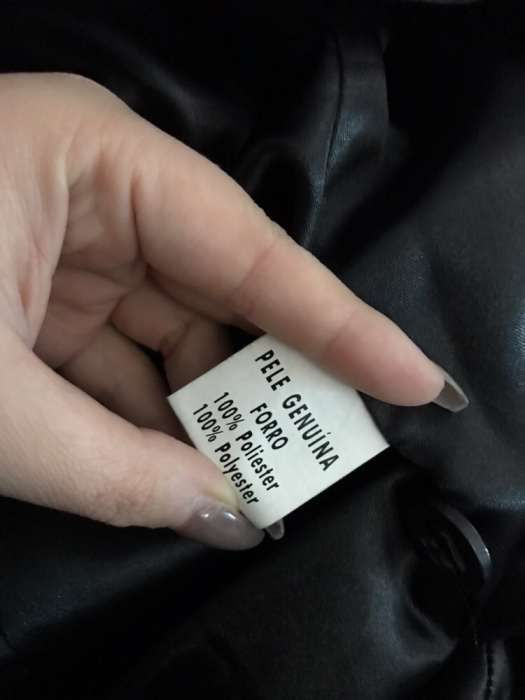 PELE GENUÍNA
FORRO
100% Poliester
100% Polyester